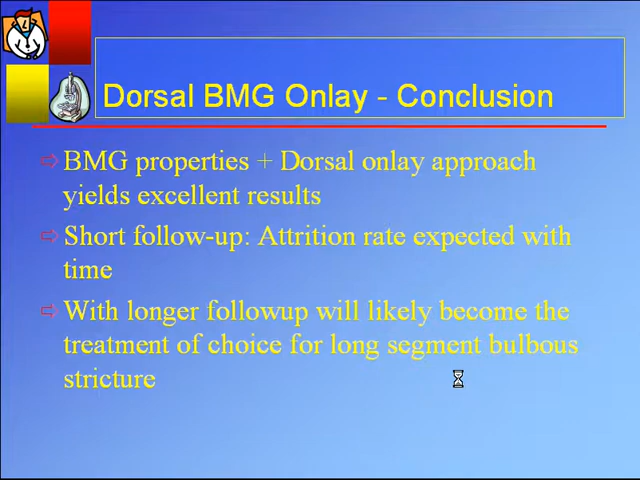 Dorsal BMG Onlay - Conclusion
BMG properties + Dorsal onlay approach
yields excellent results
Short follow-up: Attrition rate expected with
time
With longer followup will likely become the
treatment of choice for long segment bulbous
stricture